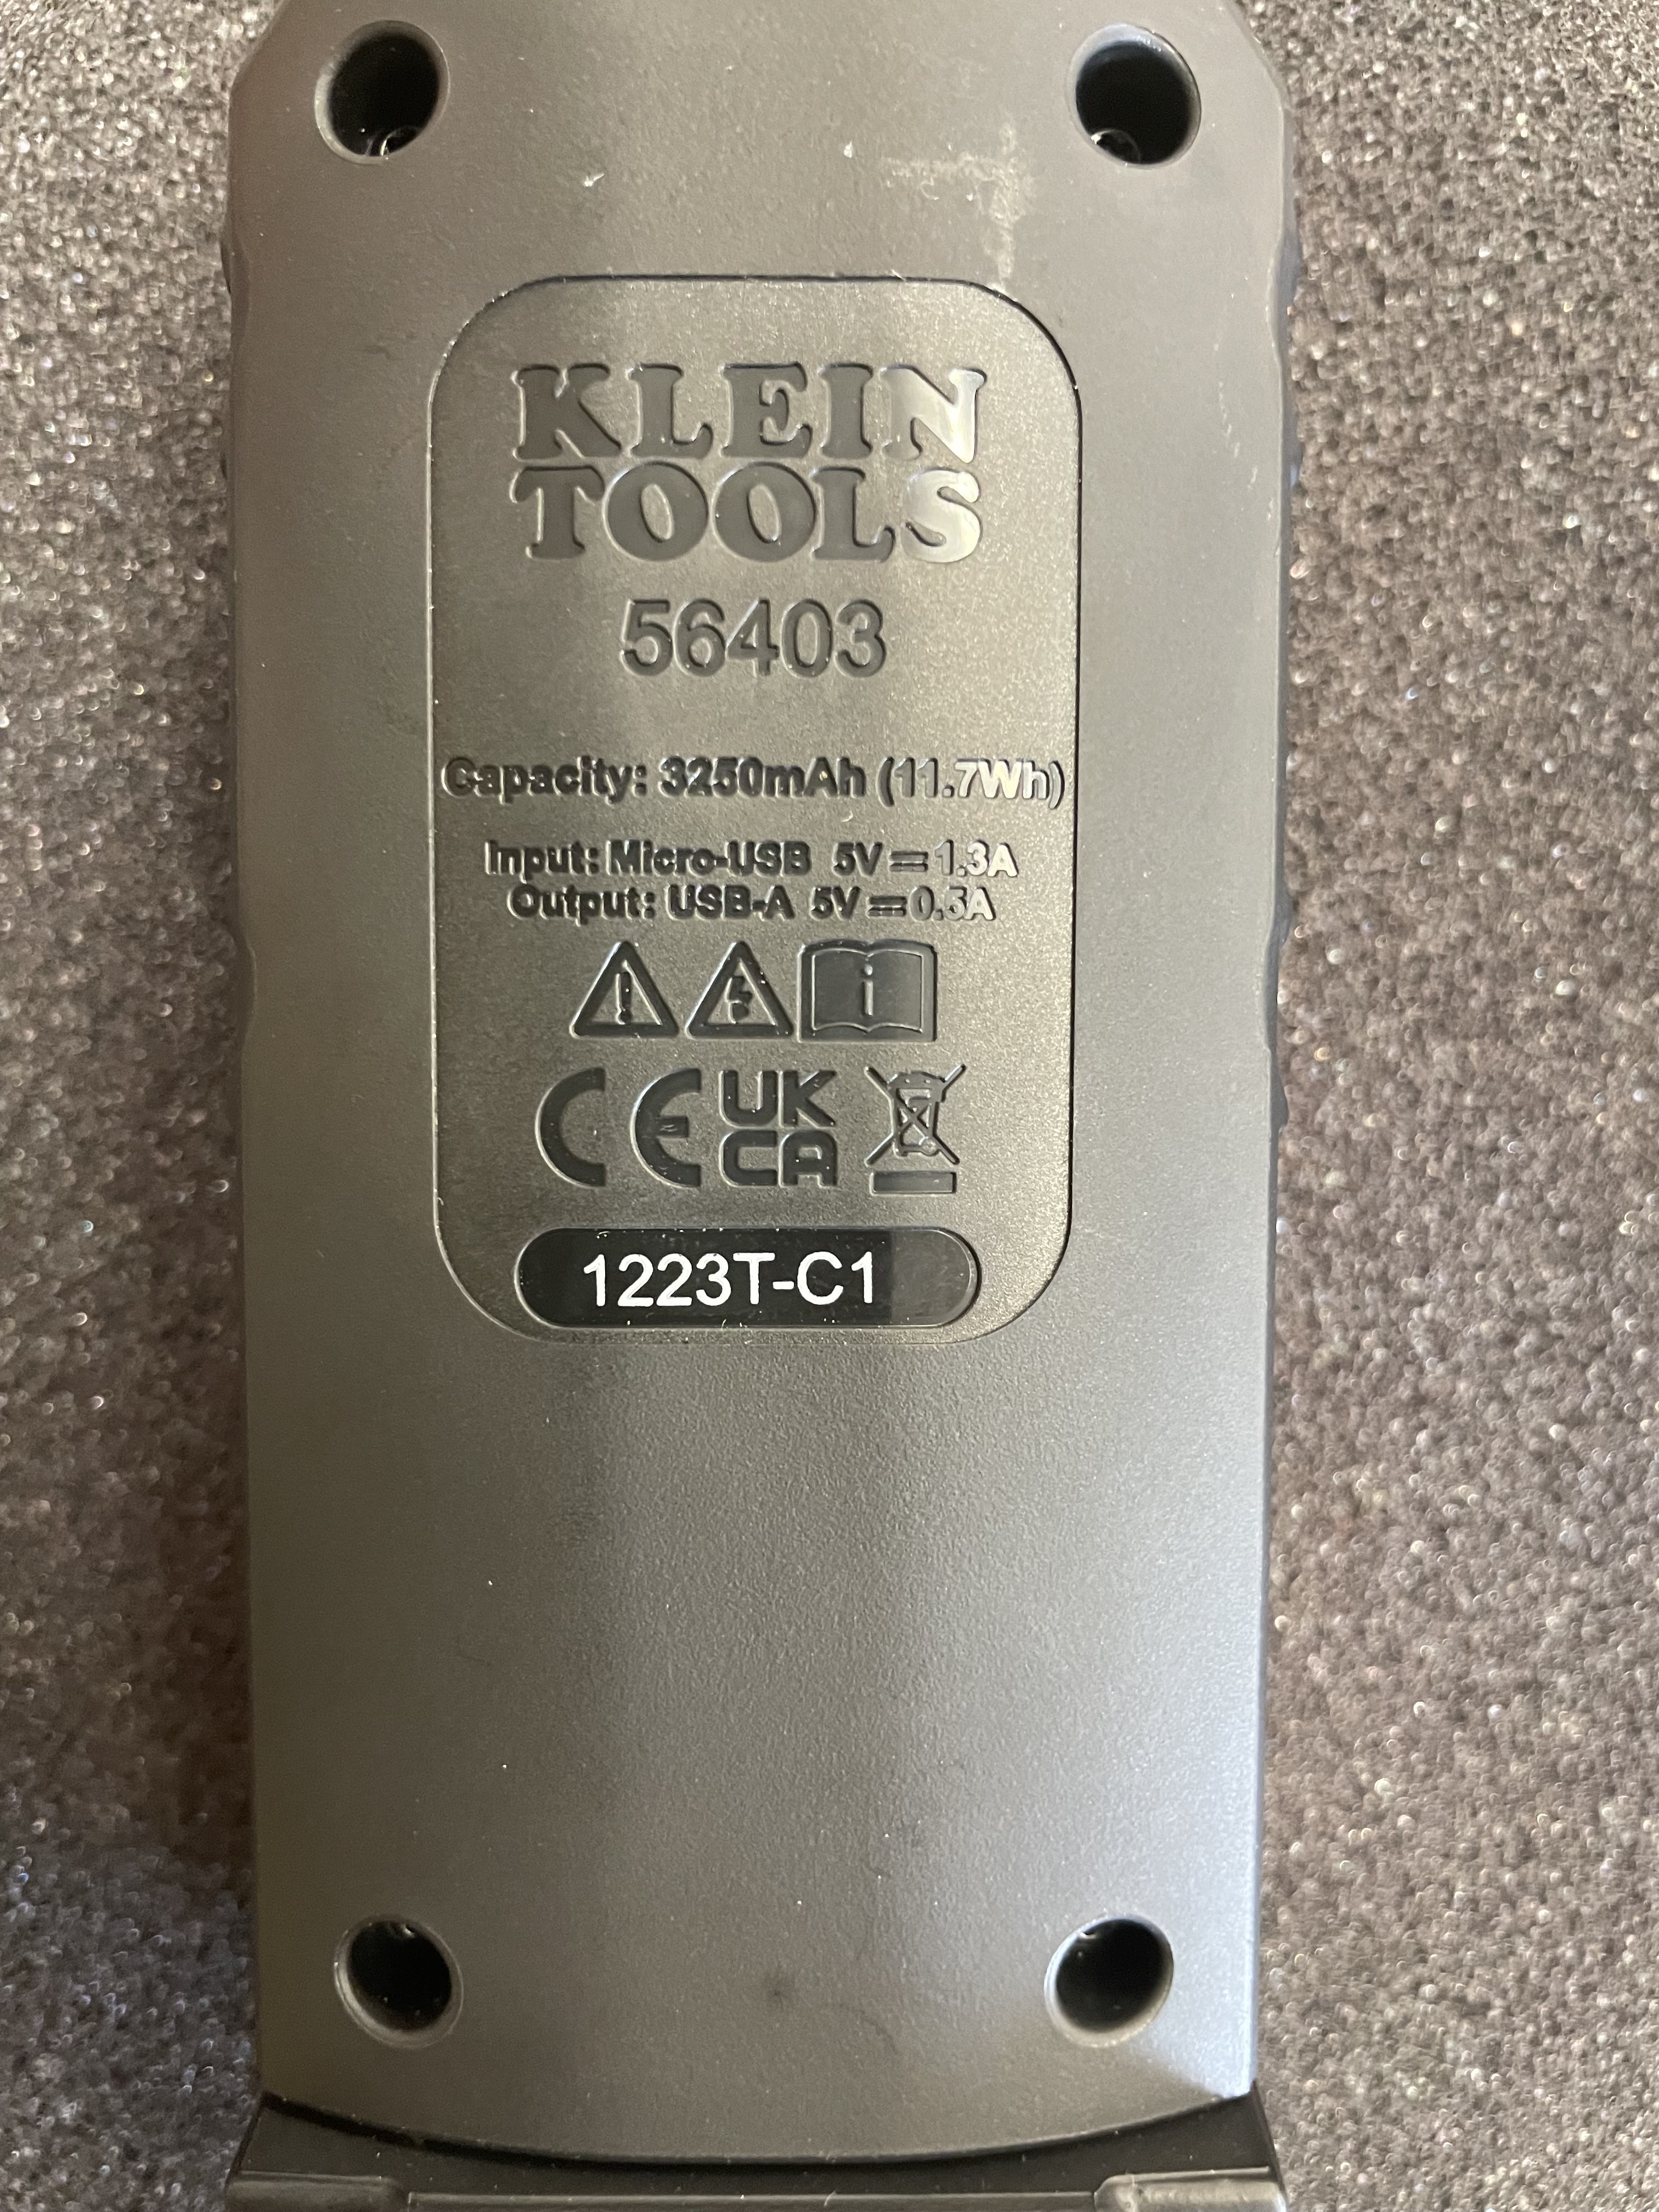 KLEIN
TOOLS
56403
Capacity: 3250mAh (11.7Wh)
Input: Micro-USB 5V⎓1.3A
Output: USB-A 5V⎓0.5A
i
CE UK
CA
1223T-C1